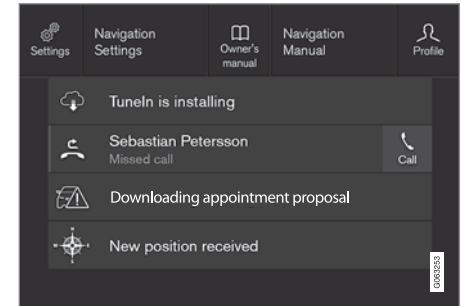 Settings
Navigation
Settings
Owner's
manual
Navigation
Manual
Profile
TuneIn is installing
Sebastian Petersson
Missed call
Call
Downloading appointment proposal
New position received
G063253